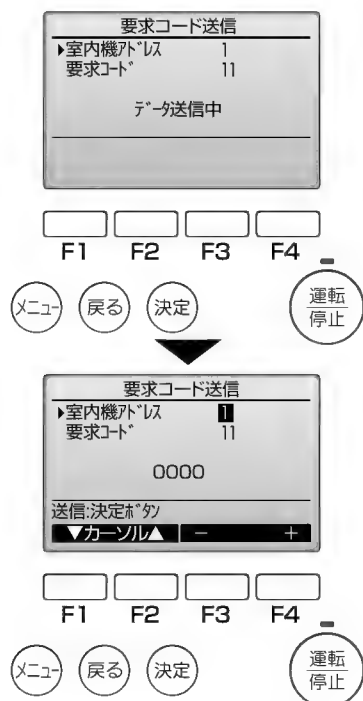 要求コード送信
▶室内機アドレス 1
要求コード 11
データ送信中
F1 F2 F3 F4
メニュー 戻る 決定 運転
停止
要求コード送信
▶室内機アドレス 1
要求コード 11
0000
送信:決定ボタン
▼カーソル▲ － ＋
F1 F2 F3 F4
メニュー 戻る 決定 運転
停止